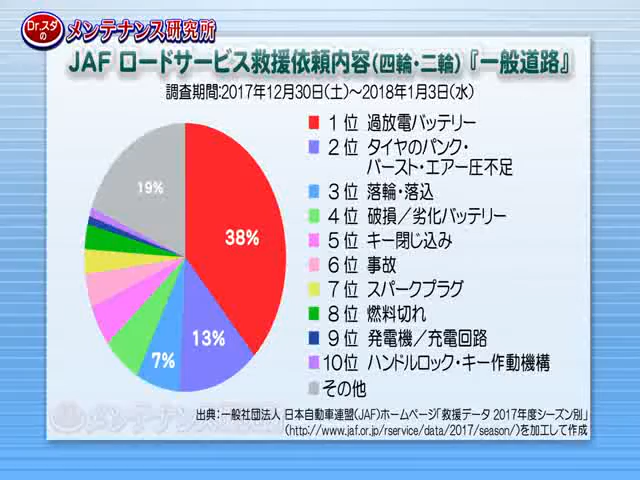 Dr.スダの メンテナンス研究所
JAF ロードサービス救援依頼内容(四輪・二輪)『一般道路』
調査期間:2017年12月30日(土)〜2018年1月3日(水)
1位 過放電バッテリー
2位 タイヤのパンク・
バースト・エアー圧不足
3位 落輪・落込
4位 破損/劣化バッテリー
5位 キー閉じ込み
6位 事故
7位 スパークプラグ
8位 燃料切れ
9位 発電機/充電回路
10位 ハンドルロック・キー作動機構
その他
19%
38%
13%
7%
メンテナンス研究所
出典:一般社団法人 日本自動車連盟(JAF)ホームページ「救援データ 2017年度シーズン別」
(http://www.jaf.or.jp/rservice/data/2017/season/)を加工して作成